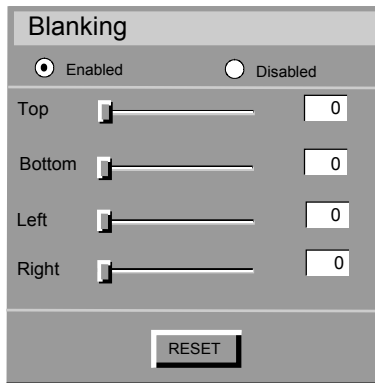 Blanking
Enabled Disabled
Top 0
Bottom 0
Left 0
Right 0
RESET